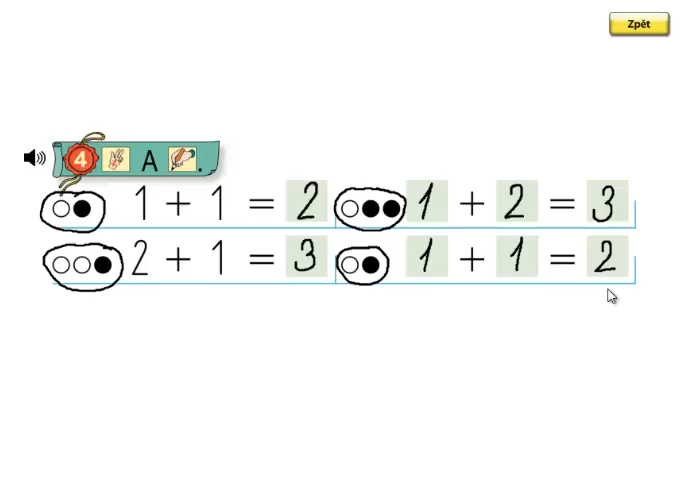 Zpět
4 A .
1 + 1 = 2 1 + 2 = 3
2 + 1 = 3 1 + 1 = 2